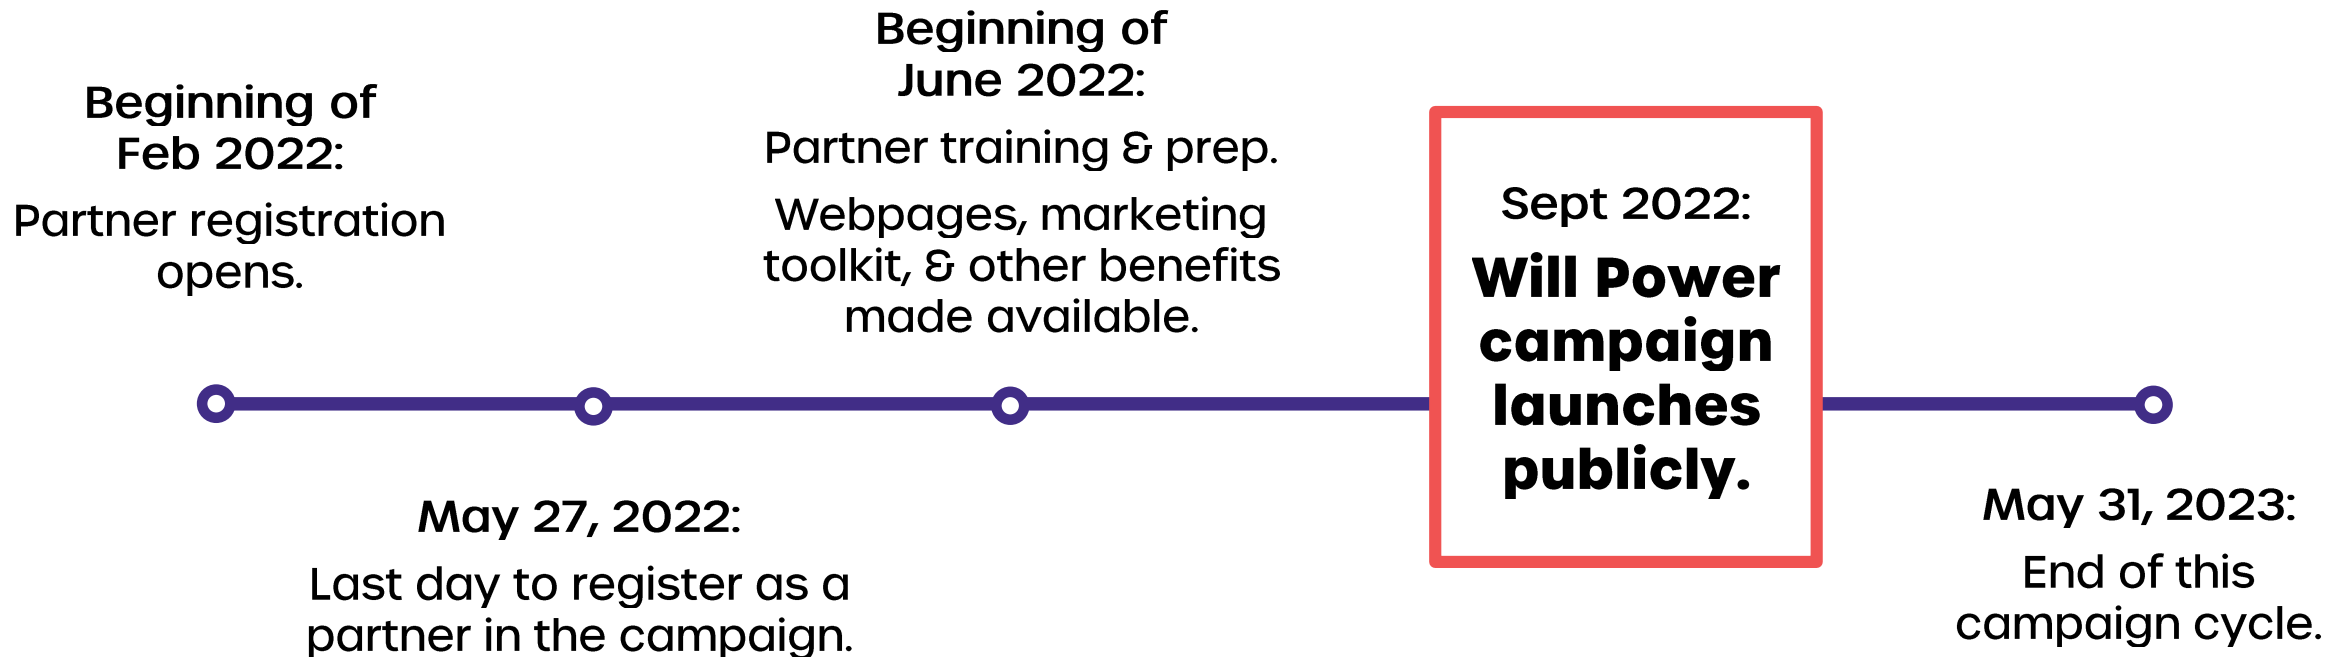 Beginning of
Feb 2022:
Partner registration
opens.
May 27, 2022:
Last day to register as a
partner in the campaign.
Beginning of
June 2022:
Partner training & prep.
Webpages, marketing
toolkit, & other benefits
made available.
Sept 2022:
Will Power
campaign
launches
publicly.
May 31, 2023:
End of this
campaign cycle.